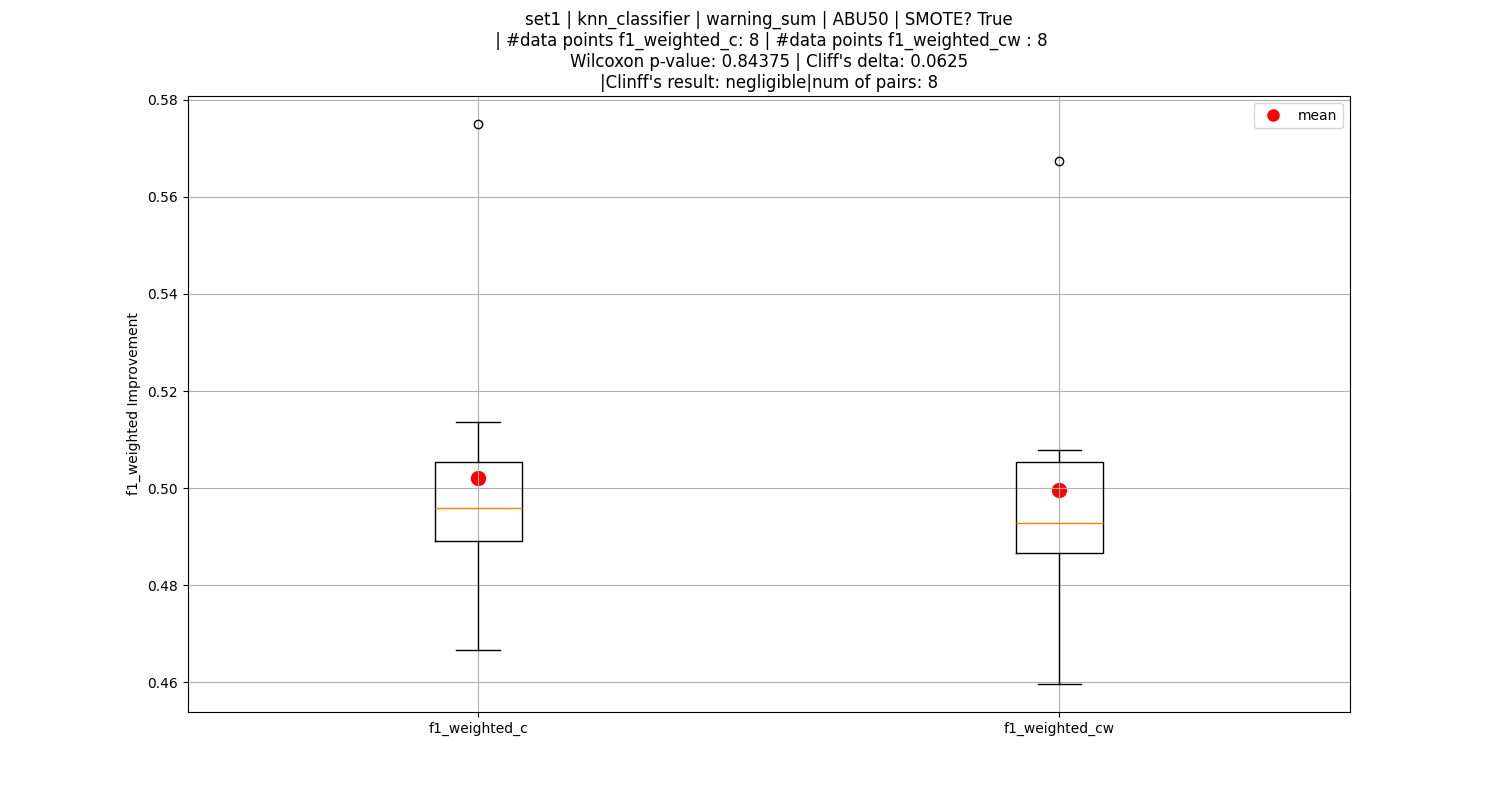 set1 | knn_classifier | warning_sum | ABU50 | SMOTE? True
| #data points f1_weighted_c: 8 | #data points f1_weighted_cw : 8
Wilcoxon p-value: 0.84375 | Cliff's delta: 0.0625
|Clinff's result: negligible|num of pairs: 8
mean
0.58
0.56
0.54
0.52
0.50
0.48
0.46
f1_weighted Improvement
f1_weighted_c
f1_weighted_cw